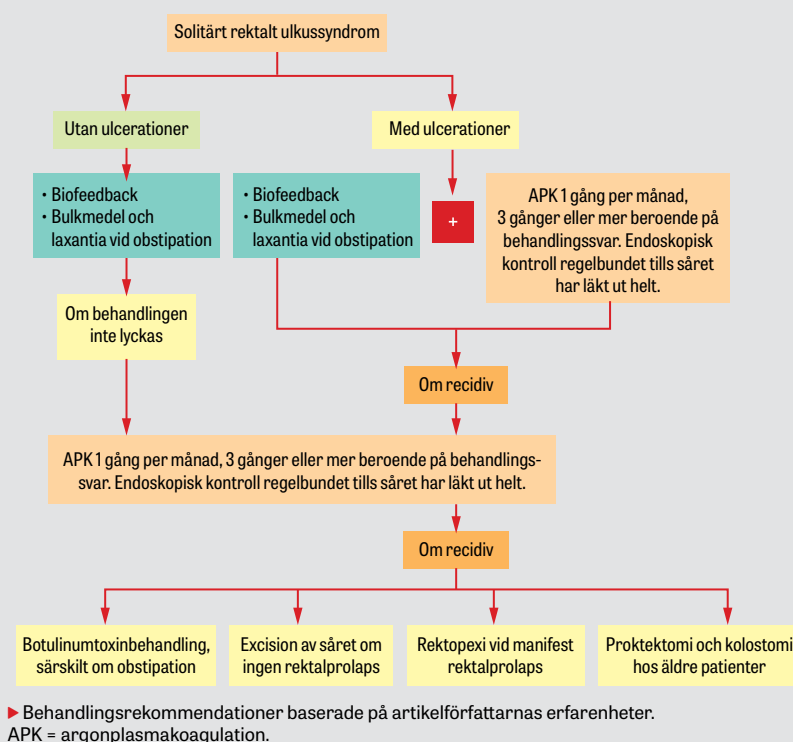 Solitärt rektalt ulkussyndrom
Utan ulcerationer
Med ulcerationer
• Biofeedback
• Bulkmedel och
laxantia vid obstipation
• Biofeedback
• Bulkmedel och
laxantia vid obstipation
+
APK 1 gång per månad,
3 gånger eller mer beroende på
behandlingssvar. Endoskopisk
kontroll regelbundet tills såret
har läkt ut helt.
Om behandlingen
inte lyckas
Om recidiv
APK 1 gång per månad, 3 gånger eller mer beroende på behandlings-
svar. Endoskopisk kontroll regelbundet tills såret har läkt ut helt.
Om recidiv
Botulinumtoxinbehandling,
särskilt om obstipation
Excision av såret om
ingen rektalprolaps
Rektopexi vid manifest
rektalprolaps
Proktektomi och kolostomi
hos äldre patienter
▶ Behandlingsrekommendationer baserade på artikelförfattarnas erfarenheter.
APK = argonplasmakoagulation.